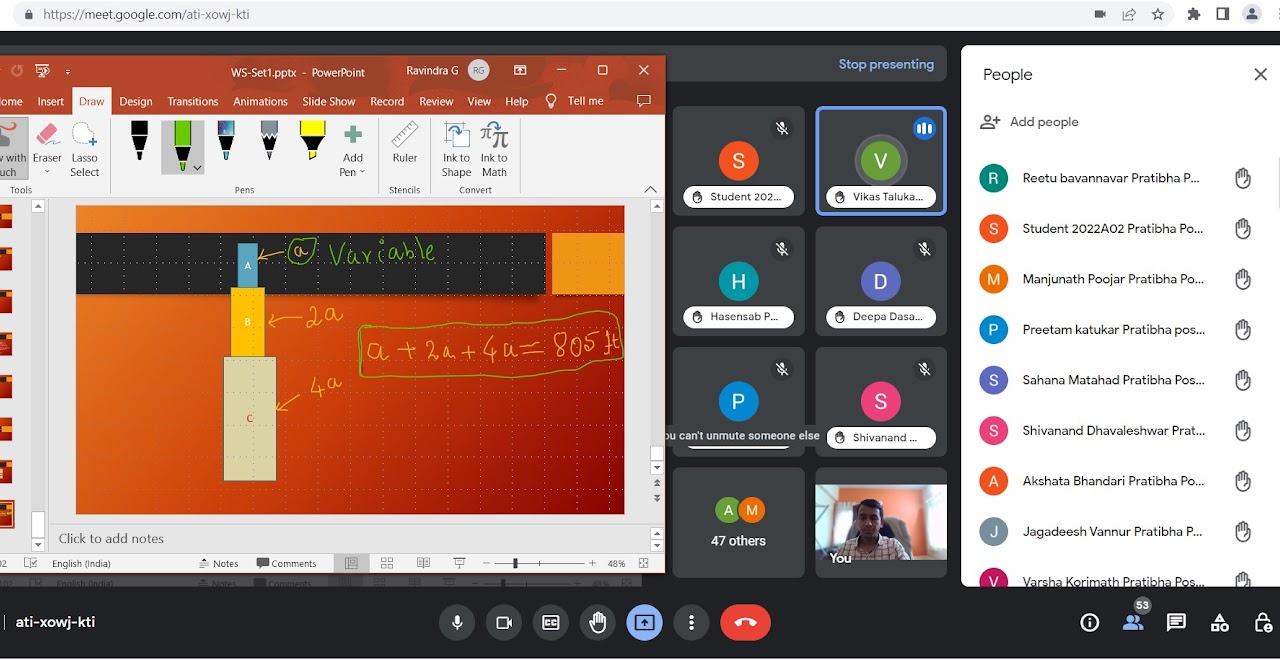 https://meet.google.com/ati-xowj-kti
WS-Set1.pptx - PowerPoint
Ravindra G
RG
Insert
Draw
Design
Transitions
Animations
Slide Show
Record
Review
View
Help
Tell me
Eraser
Lasso
Select
Tools
Pens
Add
Pen
Ruler
Stencils
Ink to
Shape
Ink to
Math
Convert
A
a Variable
B
2a
a + 2a + 4a = 805 ft
C
4a
Click to add notes
English (India)
Notes
Comments
48%
Stop presenting
S
Student 202...
V
Vikas Taluka...
H
Hasensab P...
D
Deepa Dasa...
P
can't unmute someone else
S
Shivanand ...
A
M
47 others
You
People
Add people
R
Reetu bavannavar Pratibha P...
S
Student 2022A02 Pratibha Po...
M
Manjunath Poojar Pratibha Po...
P
Preetam katukar Pratibha pos...
S
Sahana Matahad Pratibha Pos...
S
Shivanand Dhavaleshwar Prat...
A
Akshata Bhandari Pratibha Po...
J
Jagadeesh Vannur Pratibha P...
V
Varsha Korimath Pratibha Pos...
ati-xowj-kti
53